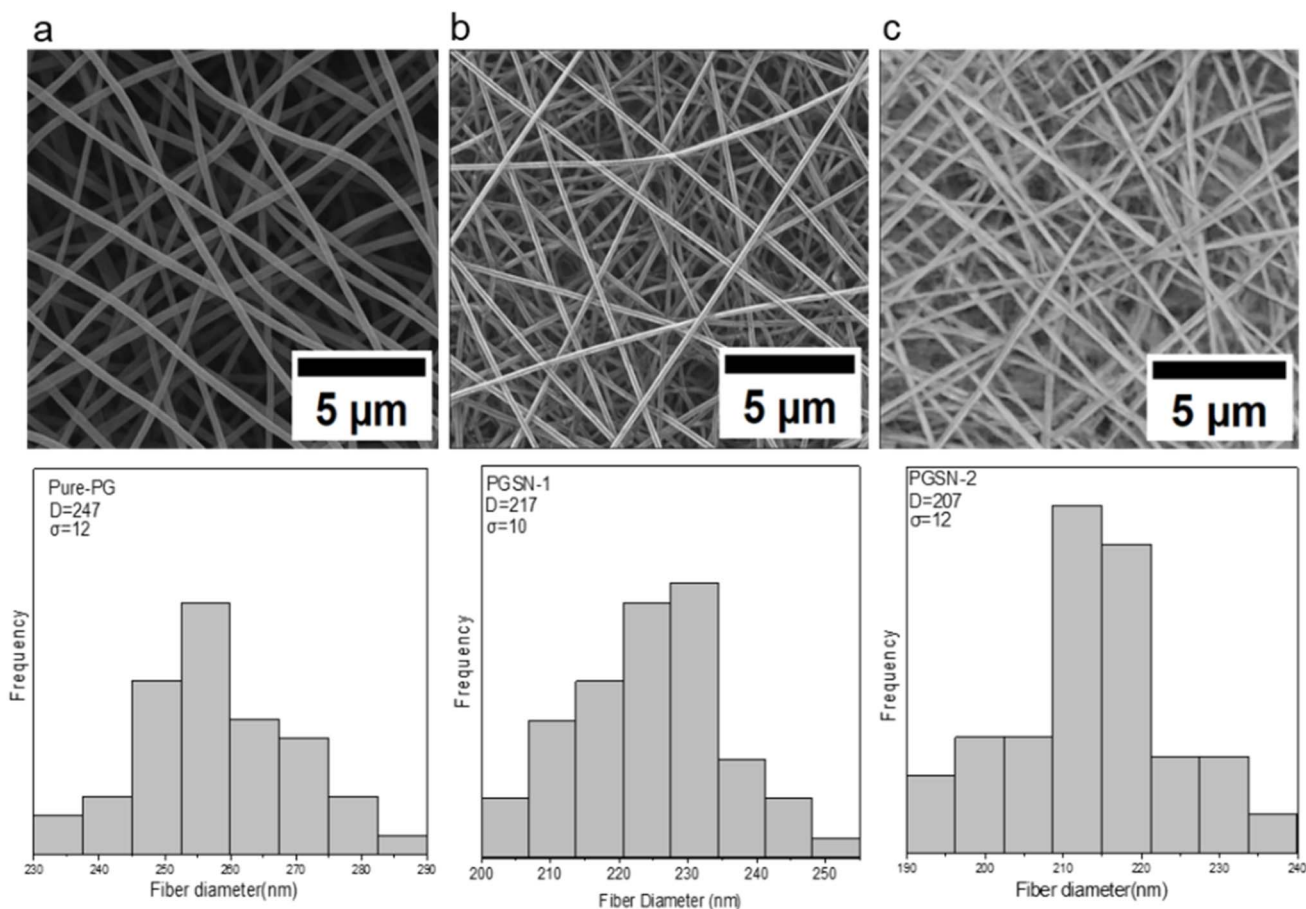 a
b
c
5 µm
5 µm
5 µm
Pure-PG
D=247
σ=12
Frequency
230 240 250 260 270 280 290
Fiber diameter(nm)
PGSN-1
D=217
σ=10
Frequency
200 210 220 230 240 250
Fiber Diameter (nm)
PGSN-2
D=207
σ=12
Frequency
190 200 210 220 230 240
Fiber diameter(nm)